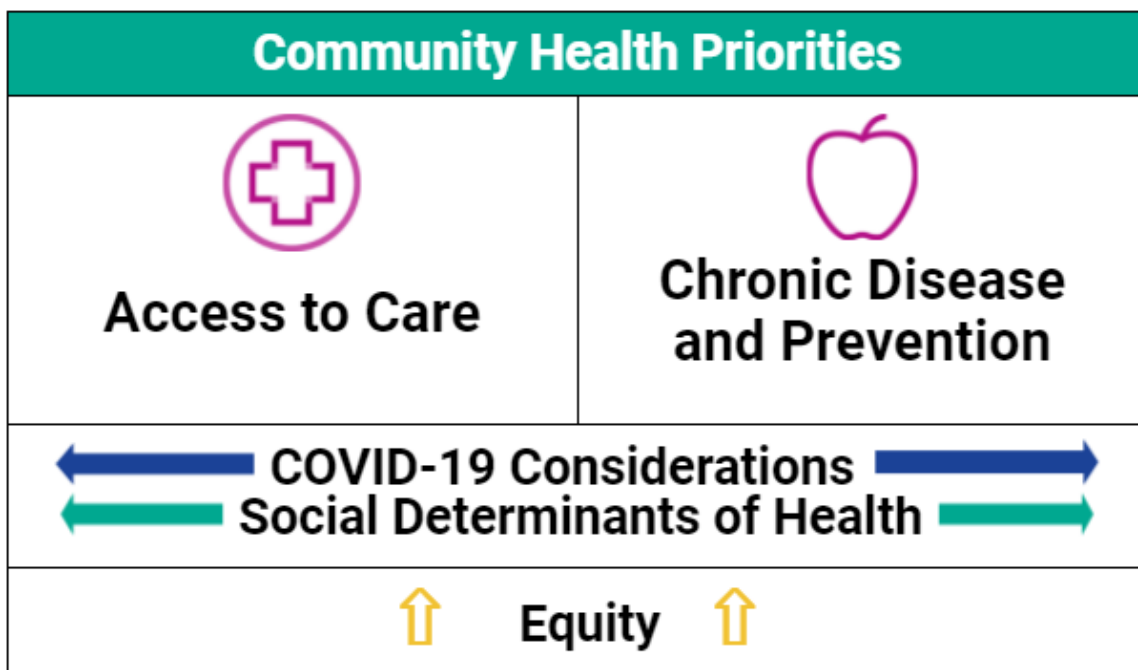 Community Health Priorities
Access to Care
Chronic Disease
and Prevention
COVID-19 Considerations
Social Determinants of Health
Equity